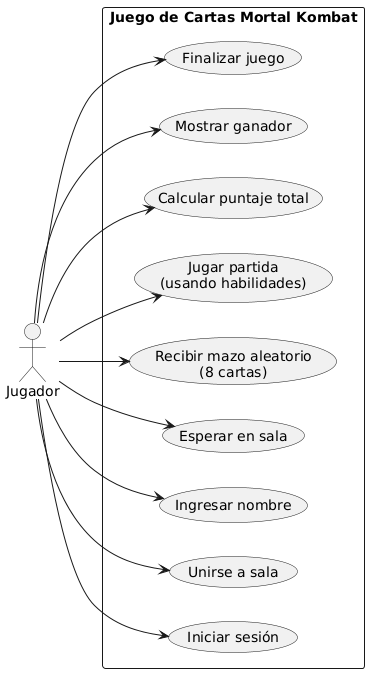 Juego de Cartas Mortal Kombat
Finalizar juego
Mostrar ganador
Calcular puntaje total
Jugar partida
(usando habilidades)
Recibir mazo aleatorio
(8 cartas)
Jugador
Esperar en sala
Ingresar nombre
Unirse a sala
Iniciar sesión